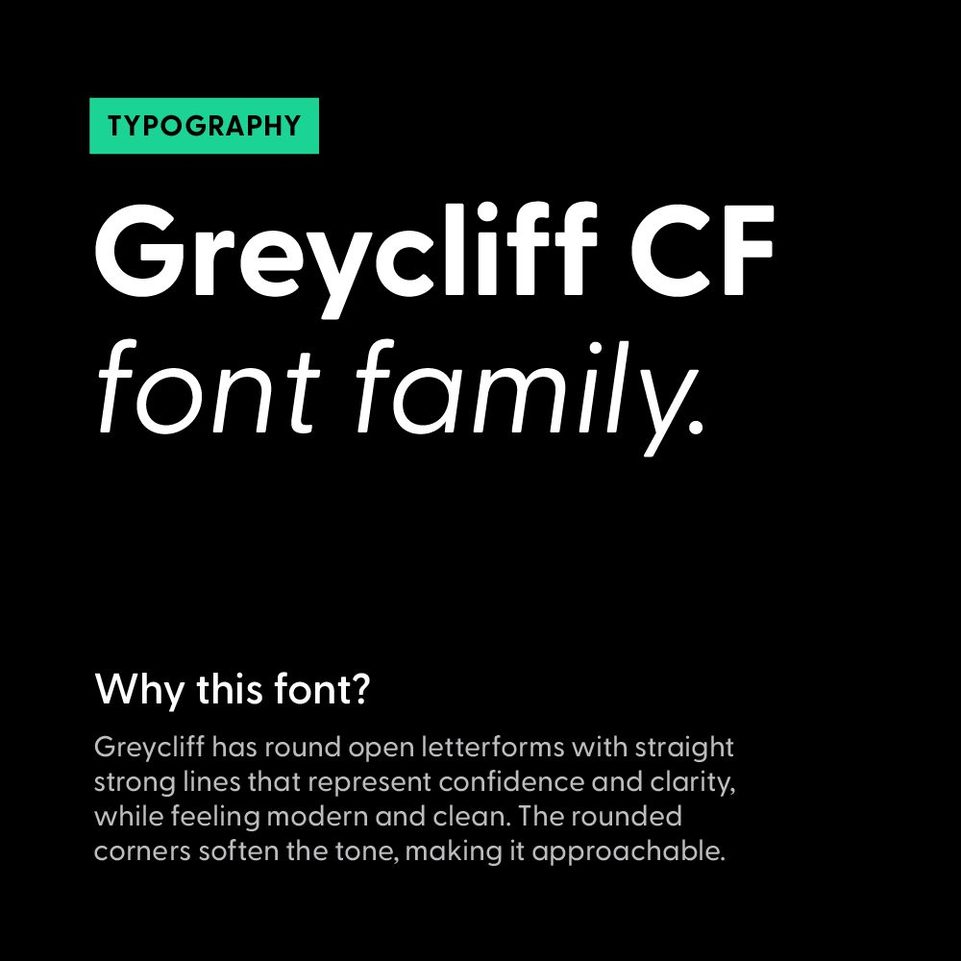 TYPOGRAPHY
Greycliff CF
font family.
Why this font?
Greycliff has round open letterforms with straight
strong lines that represent confidence and clarity,
while feeling modern and clean. The rounded
corners soften the tone, making it approachable.